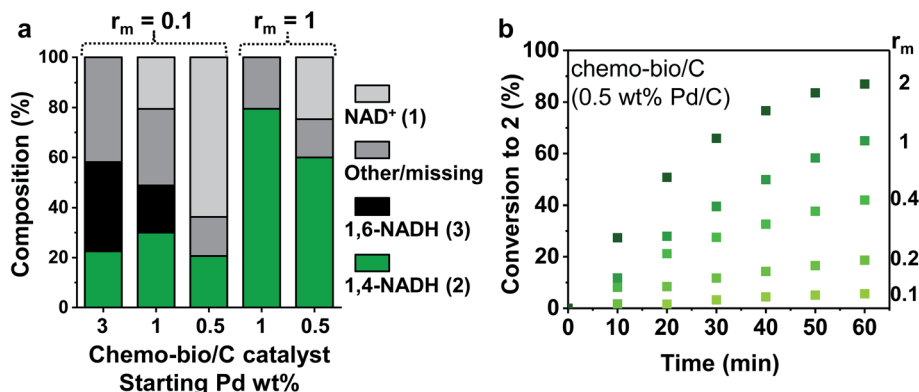 a
r_m = 0.1
r_m = 1
Composition (%)
100
80
60
40
20
0
3
1
0.5
1
0.5
Chemo-bio/C catalyst
Starting Pd wt%
NAD⁺ (1)
Other/missing
1,6-NADH (3)
1,4-NADH (2)
b
r_m
chemo-bio/C
(0.5 wt% Pd/C)
Conversion to 2 (%)
100
80
60
40
20
0
2
1
0.4
0.2
0.1
0
10
20
30
40
50
60
Time (min)